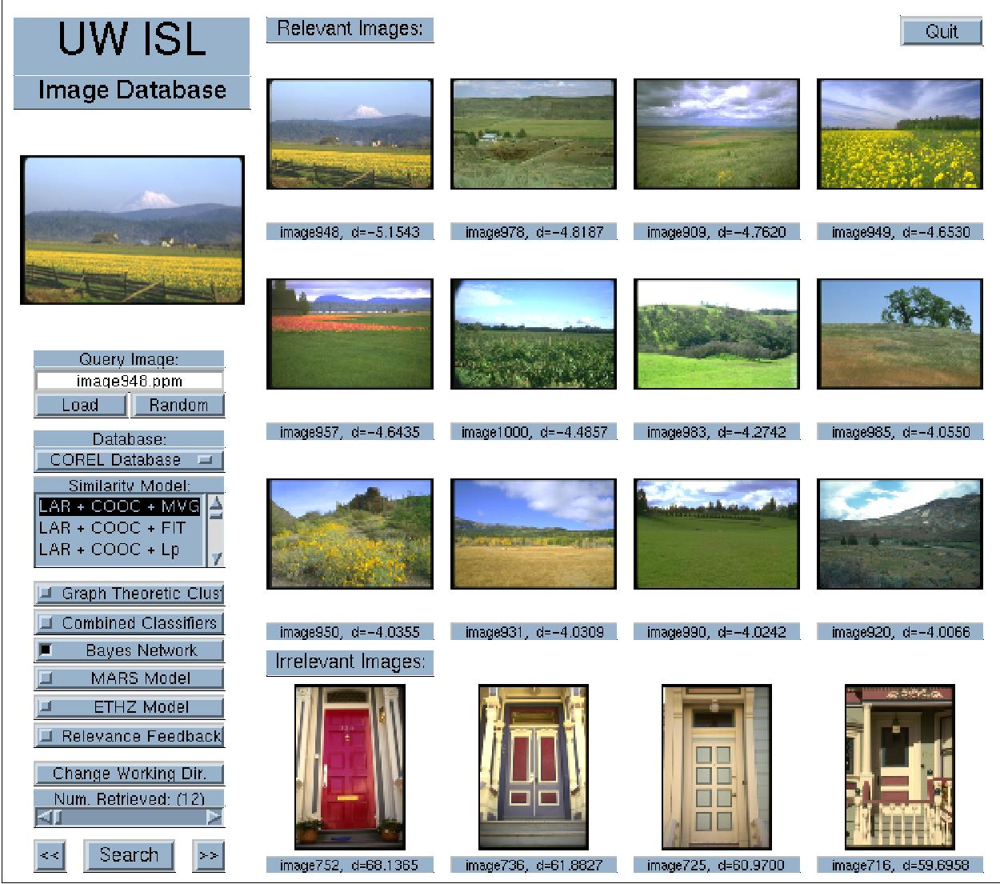 UW ISL
Image Database
Relevant Images:
Quit
image948, d=−5.1543
image978, d=−4.8187
image909, d=−4.7620
image949, d=−4.6530
Query Image:
image948.ppm
Load
Random
Database:
COREL Database
Similarity Model:
LAR + COOC + MVG
LAR + COOC + FIT
LAR + COOC + Lp
Graph Theoretic Clus
Combined Classifiers
Bayes Network
MARS Model
ETHZ Model
Relevance Feedback
Change Working Dir.
Num. Retrieved: (12)
<<
Search
>>
image957, d=−4.6435
image1000, d=−4.4857
image983, d=−4.2742
image985, d=−4.0550
image950, d=−4.0355
image931, d=−4.0309
image990, d=−4.0242
image920, d=−4.0066
Irrelevant Images:
image752, d=68.1365
image736, d=61.8827
image725, d=60.9700
image716, d=59.6958